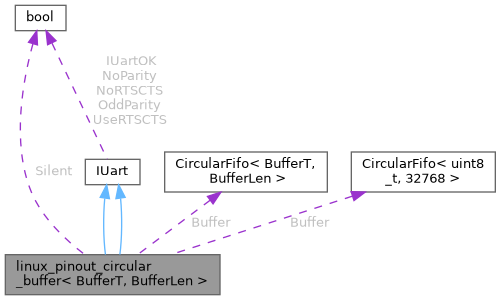 bool
IUartOK
NoParity
NoRTSCTS
OddParity
UseRTSCTS
Silent
IUart
CircularFifo< BufferT,
BufferLen >
CircularFifo< uint8
_t, 32768 >
Buffer
Buffer
linux_pinout_circular
_buffer< BufferT, BufferLen >